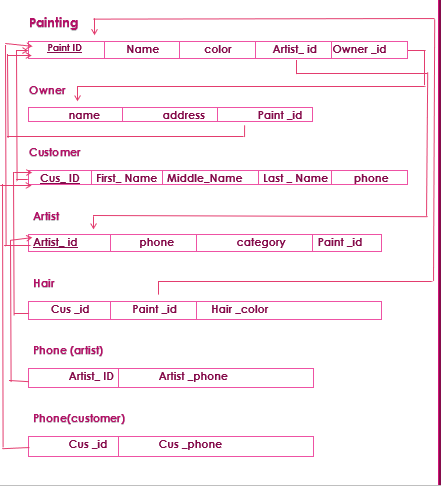 Painting
Paint ID Name color Artist_ id Owner _id
Owner
name address Paint _id
Customer
Cus_ ID First_ Name Middle_Name Last _ Name phone
Artist
Artist_ id phone category Paint _id
Hair
Cus _id Paint _id Hair _color
Phone (artist)
Artist_ ID Artist _phone
Phone(customer)
Cus _id Cus _phone